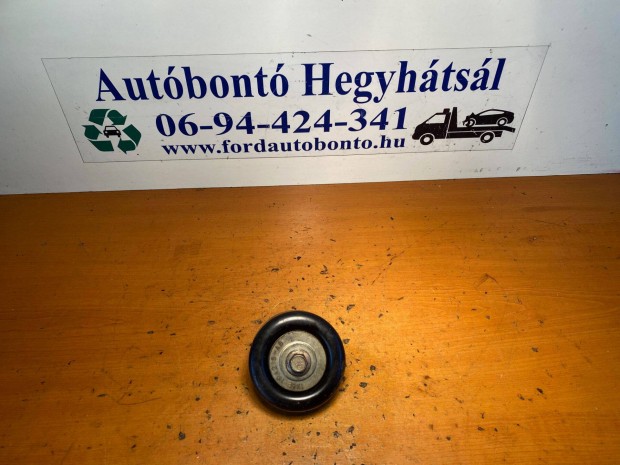 Autóbontó Hegyhátsál
06-94-424-341
www.fordautobonto.hu